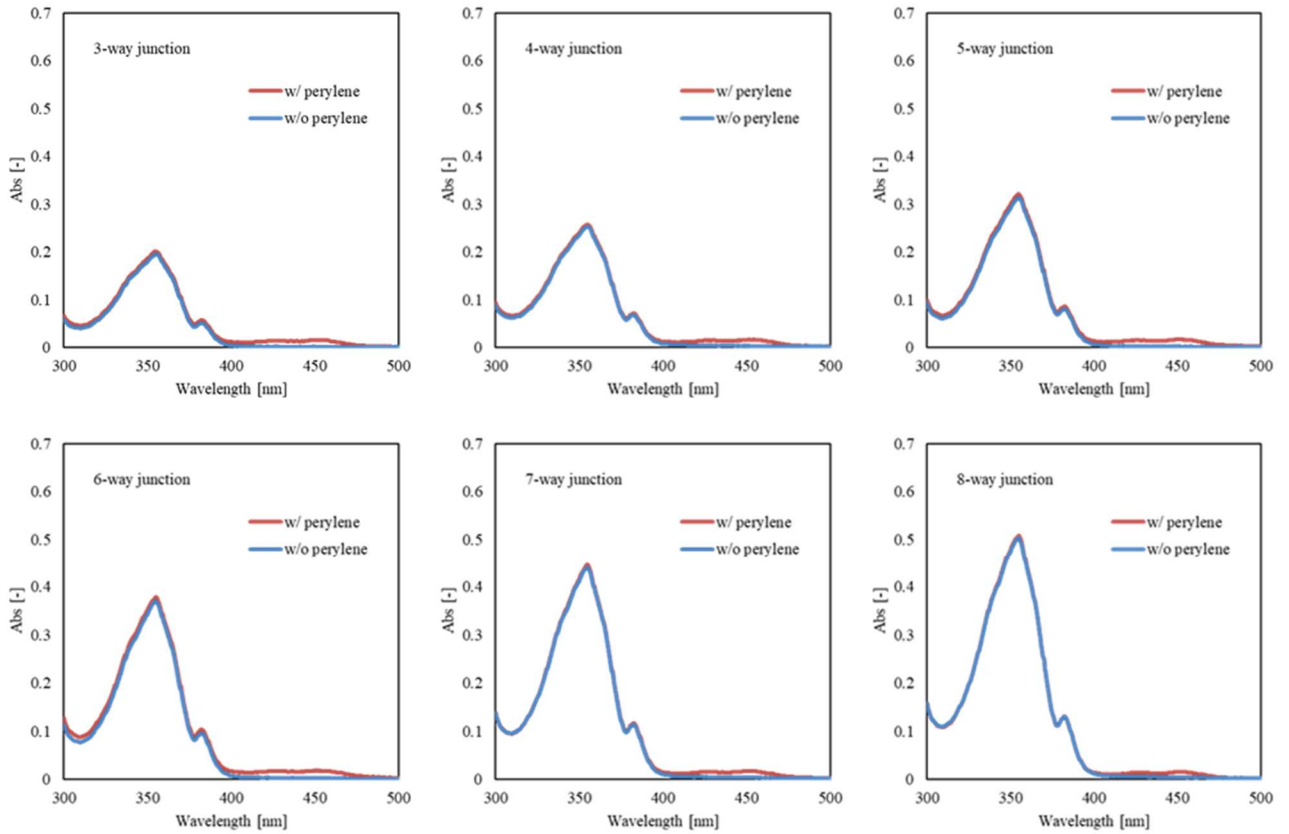 0.7
3-way junction
0.6
w/ perylene
0.5
w/o perylene
0.4
Abs [-]
0.3
0.2
0.1
0
300 350 400 450 500
Wavelength [nm]
0.7
4-way junction
0.6
w/ perylene
0.5
w/o perylene
0.4
Abs [-]
0.3
0.2
0.1
0
300 350 400 450 500
Wavelength [nm]
0.7
5-way junction
0.6
w/ perylene
0.5
w/o perylene
0.4
Abs [-]
0.3
0.2
0.1
0
300 350 400 450 500
Wavelength [nm]
0.7
6-way junction
0.6
w/ perylene
0.5
w/o perylene
0.4
Abs [-]
0.3
0.2
0.1
0
300 350 400 450 500
Wavelength [nm]
0.7
7-way junction
0.6
w/ perylene
0.5
w/o perylene
0.4
Abs [-]
0.3
0.2
0.1
0
300 350 400 450 500
Wavelength [nm]
0.7
8-way junction
0.6
w/ perylene
0.5
w/o perylene
0.4
Abs [-]
0.3
0.2
0.1
0
300 350 400 450 500
Wavelength [nm]